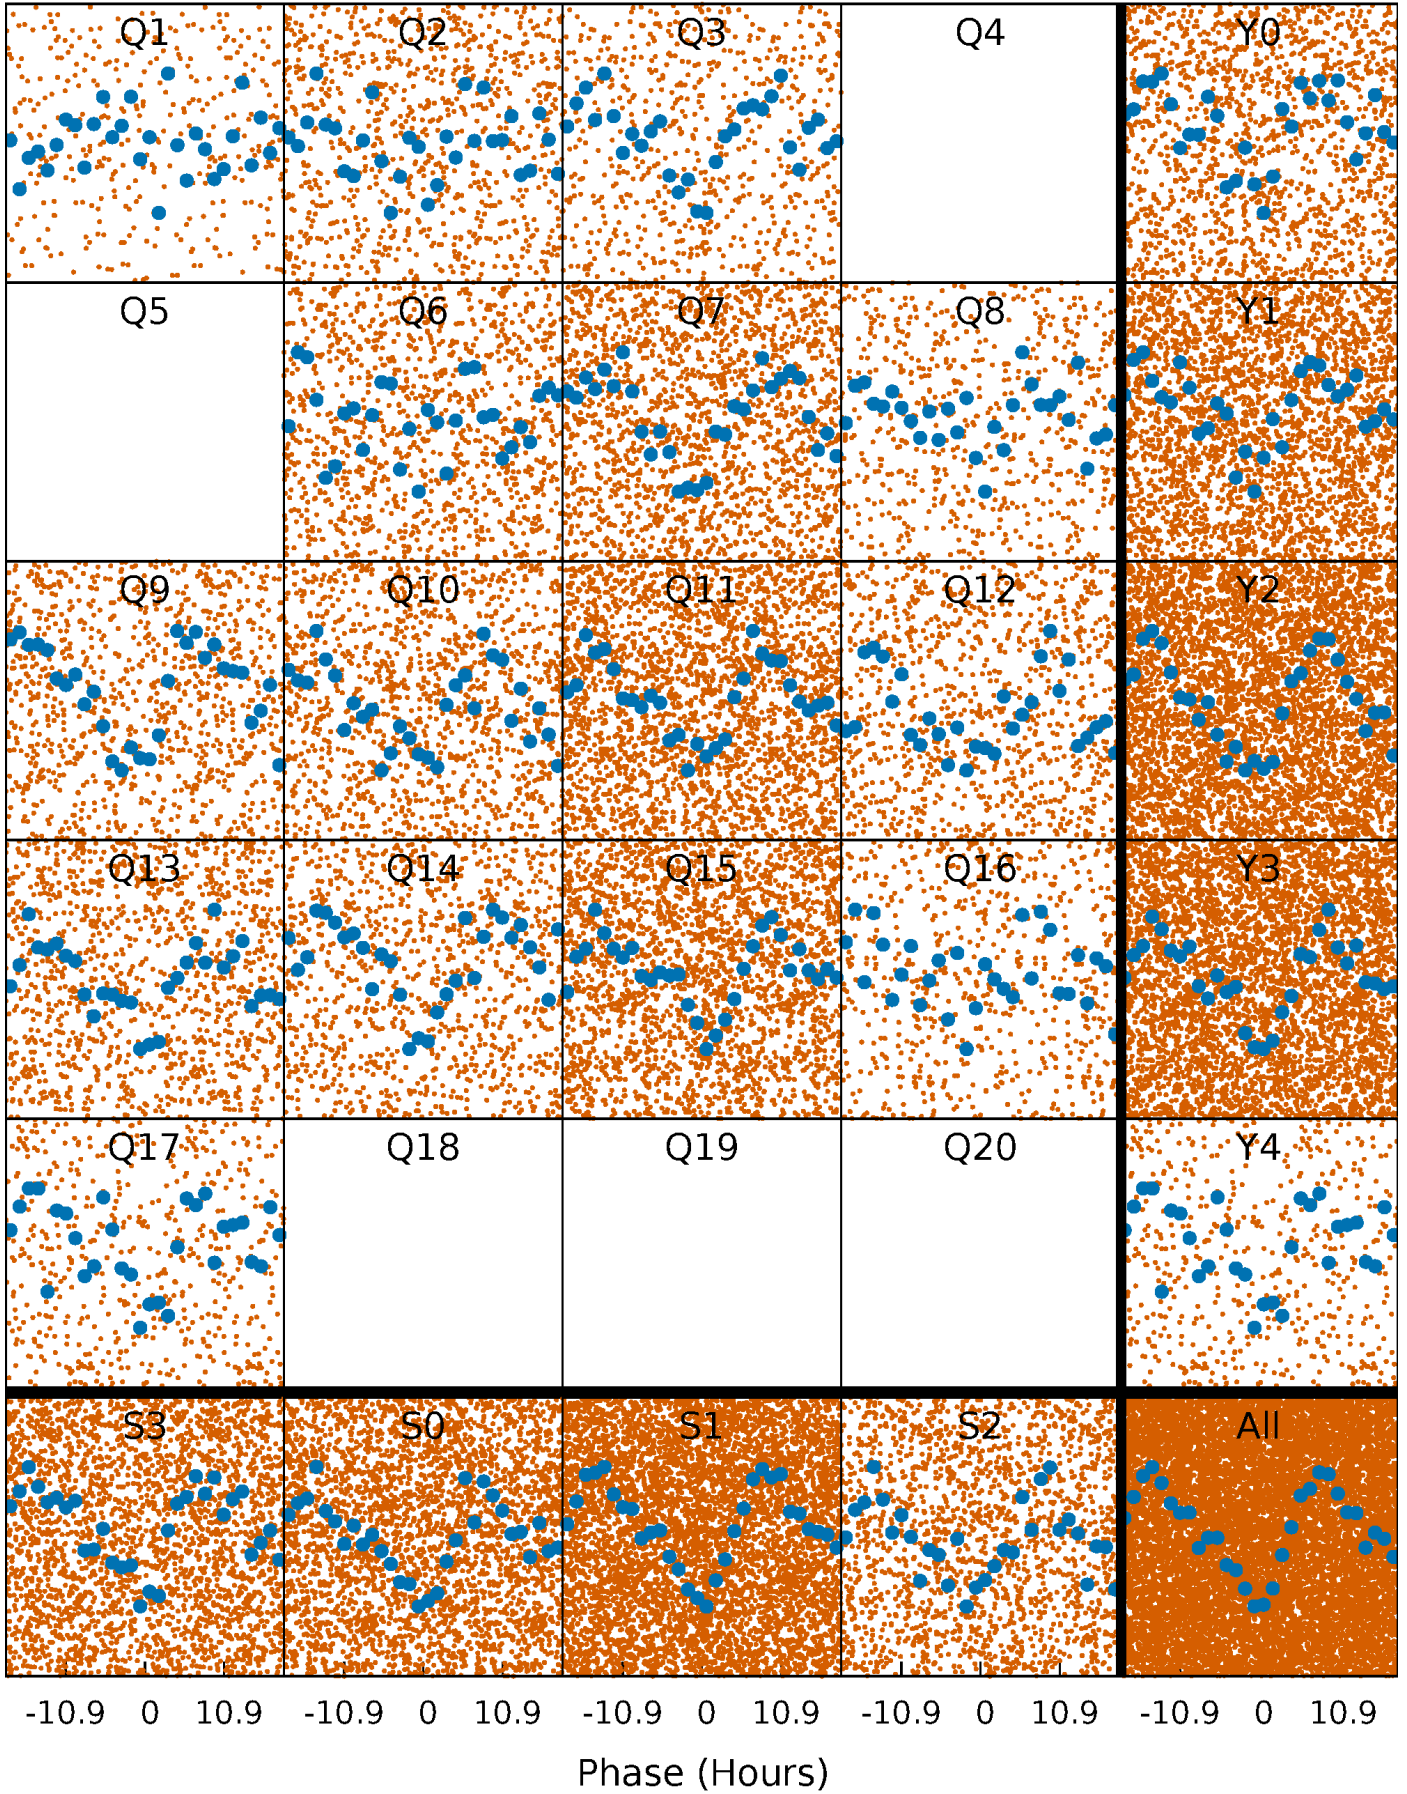 Q1 Q2 Q3 Q4 Y0
Q5 Q6 Q7 Q8 Y1
Q9 Q10 Q11 Q12 Y2
Q13 Q14 Q15 Q16 Y3
Q17 Q18 Q19 Q20 Y4
S3 S0 S1 S2 All
-10.9 0 10.9 -10.9 0 10.9 -10.9 0 10.9 -10.9 0 10.9 -10.9 0 10.9
Phase (Hours)